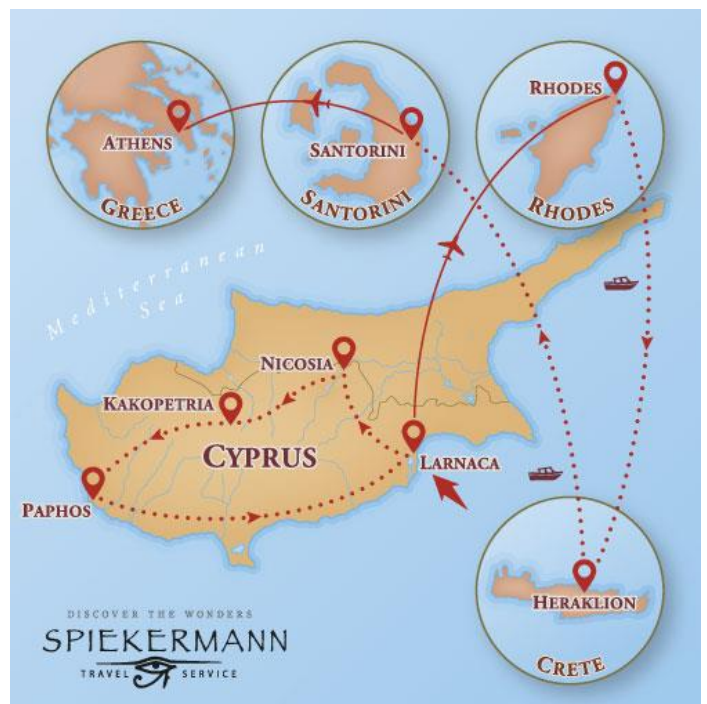 RHODES
ATHENS
SANTORINI
GREECE
SANTORINI
RHODES
Mediterranean
Sea
NICOSIA
KAKOPETRIA
CYPRUS
LARNACA
PAPHOS
HERAKLION
CRETE
DISCOVER THE WONDERS
SPIEKERMANN
TRAVEL SERVICE